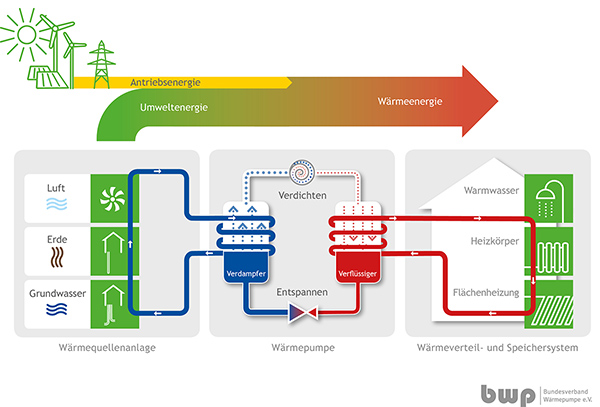 Antriebsenergie
Umweltenergie
Wärmeenergie
Luft
Erde
Grundwasser
Verdichten
Verdampfer
Verflüssiger
Entspannen
Warmwasser
Heizkörper
Flächenheizung
Wärmequellenanlage
Wärmepumpe
Wärmeverteil- und Speichersystem
bwp
Bundesverband
Wärmepumpe e.V.